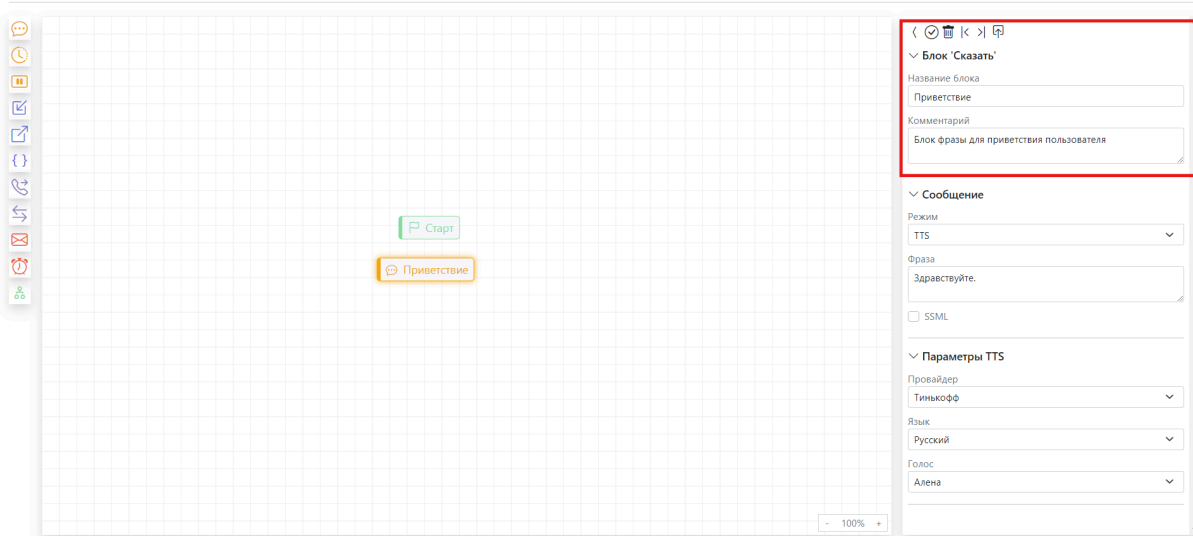 Блок 'Сказать'
Название блока
Приветствие
Комментарий
Блок фразы для приветствия пользователя
Сообщение
Режим
TTS
Фраза
Здравствуйте.
SSML
Параметры TTS
Провайдер
Тинькофф
Язык
Русский
Голос
Алена
Старт
Приветствие
- 100% +